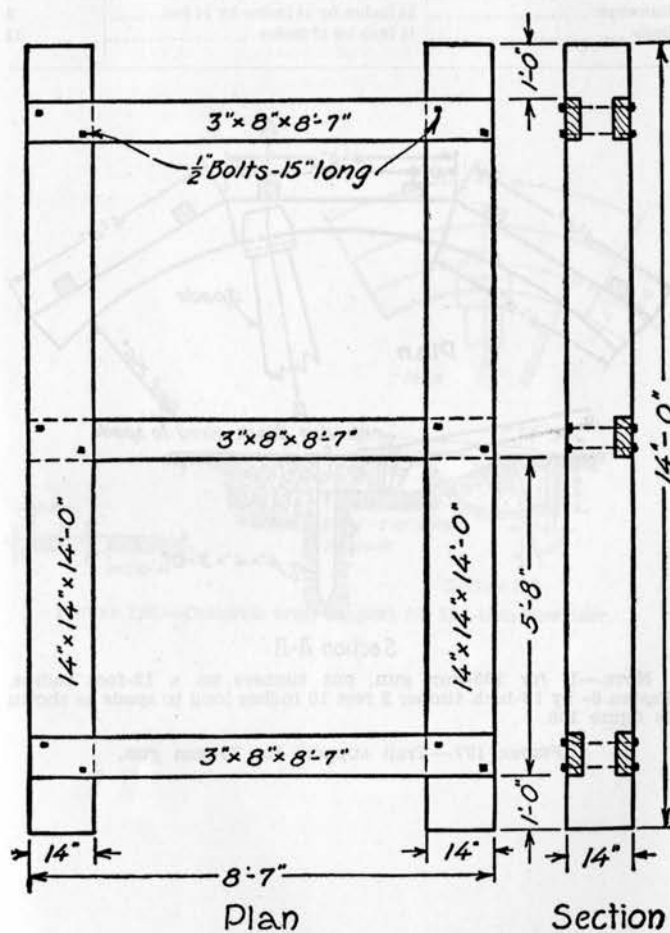 1'-0"
3"x 8"x 8'-7"
1/2" Bolts-15" long
3"x 8"x 8'-7"
14"x 14"x 14'-0"
14"x 14"x 14'-0"
5'-8"
14'-0"
3"x 8"x 8'-7"
1'-0"
14"
14"
14"
8'-7"
Plan
Section